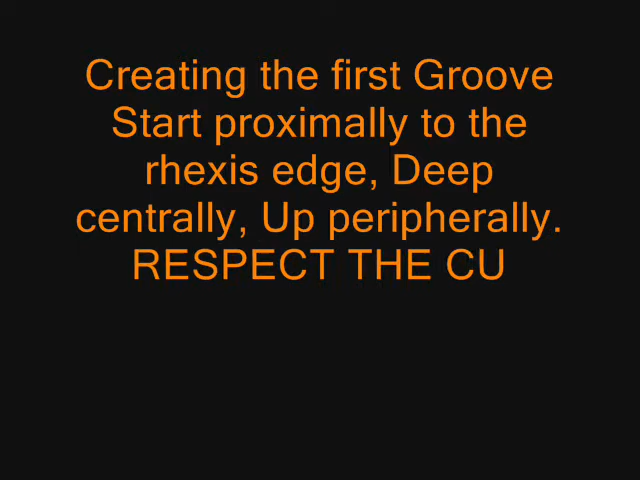 Creating the first Groove
Start proximally to the
rhexis edge, Deep
centrally, Up peripherally.
RESPECT THE CU